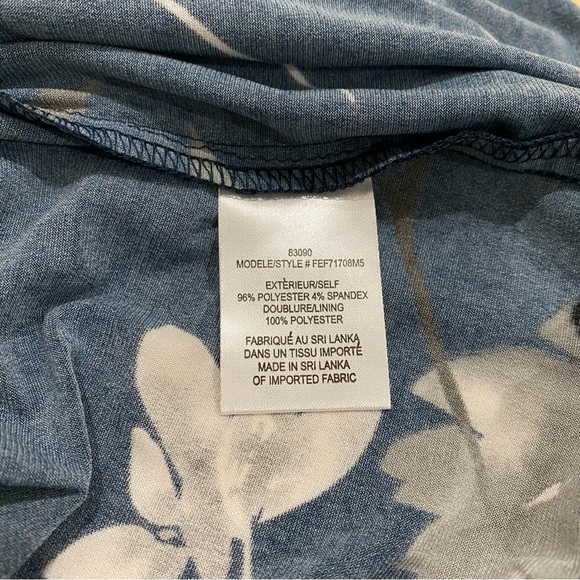 83090
MODELE/STYLE # FEF71708M5
EXTÈRIEUR/SELF
96% POLYESTER 4% SPANDEX
DOUBLURE/LINING
100% POLYESTER
FABRIQUÉ AU SRI LANKA
DANS UN TISSU IMPORTÉ
MADE IN SRI LANKA
OF IMPORTED FABRIC